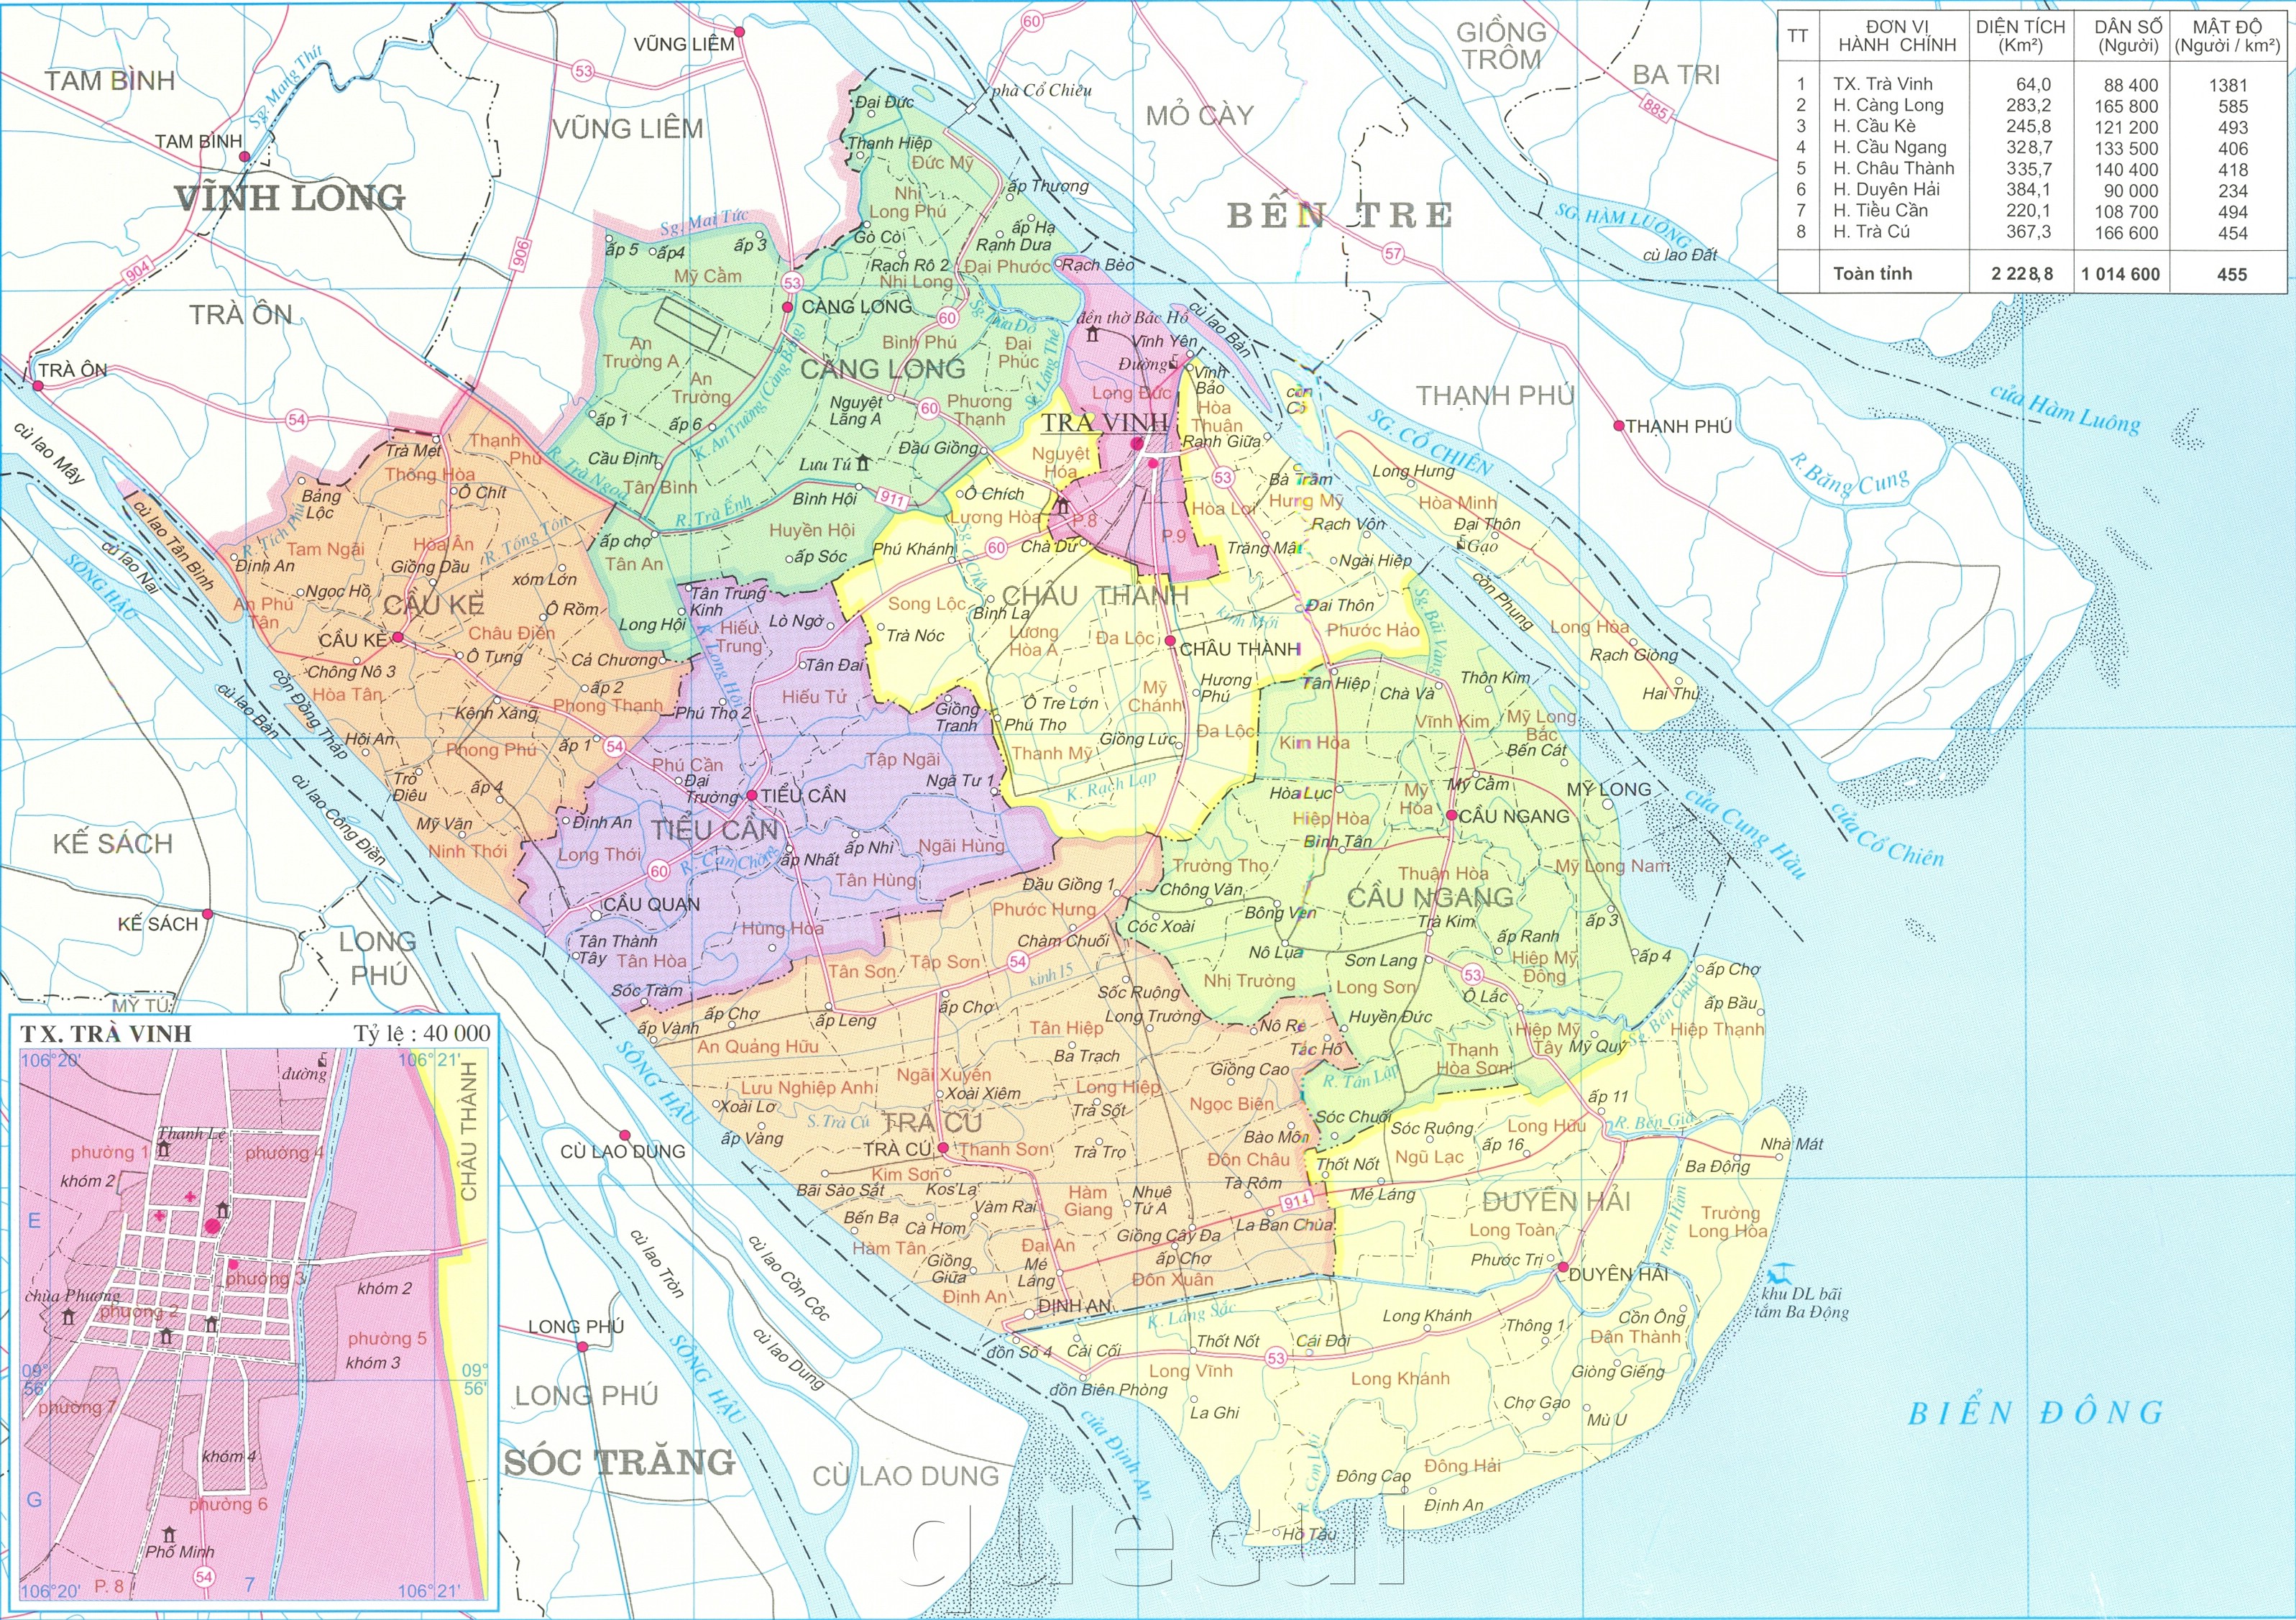 TT ĐƠN VỊ HÀNH CHÍNH DIỆN TÍCH (Km²) DÂN SỐ (Người) MẬT ĐỘ (Người / km²)
1 TX. Trà Vinh 64,0 88 400 1381
2 H. Càng Long 283,2 165 800 585
3 H. Cầu Kè 245,8 121 200 493
4 H. Cầu Ngang 328,7 133 500 406
5 H. Châu Thành 335,7 140 400 418
6 H. Duyên Hải 384,1 90 000 234
7 H. Tiểu Cần 220,1 108 700 494
8 H. Trà Cú 367,3 166 600 454
Toàn tỉnh 2 228,8 1 014 600 455
TAM BÌNH
Sg. Mang Thít
TAM BÌNH
VĨNH LONG
VŨNG LIÊM
53
VŨNG LIÊM
60
phà Cổ Chiên
GIỒNG
TRÔM
BA TRI
885
MỎ CÀY
BẾN TRE
57
SG. HÀM LUÔNG
cù lao Đất
904
906
TRÀ ÔN
TRÀ ÔN
54
cù lao Mây
THẠNH PHÚ
THẠNH PHÚ
cửa Hàm Luông
R. Băng Cung
SG. CỔ CHIÊN
Đại Đức
Thanh Hiệp
Đức Mỹ
Nhị
Long Phú
ấp Thượng
ấp Hạ
Rạnh Dưa
Gò Cò
Rạch Rô 2
Nhị Long
Đại Phước
Rạch Bèo
Sg. Mai Tức
ấp 5
ấp4
ấp 3
Mỹ Cẩm
53
CÀNG LONG
60
Bình Phú
Đại
Phúc
CÀNG LONG
An
Trường A
An
Trường
ấp 1
ấp 6
K. An Trường (Càng Bàng)
Nguyệt
Lãng A
60
Phương
Thạnh
Sg. Láng Thé
Cầu Định
Tân Bình
Lưu Tú
Đầu Giồng
Bình Hội
911
R. Trà Ngoa
R. Trà Ếnh
Huyền Hội
ấp chợ
ấp Sóc
Tân An
Long Hội
đền thờ Bác Hồ
cù lao Bàn
Vĩnh Yên
Đường
Vĩnh
Bảo
Long Đức
TRÀ VINH
P.8
P.9
Hòa
Thuận
Rạnh Giữa
53
Nguyệt
Hóa
Ô Chích
Lương Hòa
Phú Khánh
60
Chà Dư
Hòa Lợi
Bà Trầm
Hưng Mỹ
Rạch Vồn
Trăng Mật
Ngải Hiệp
Long Hưng
Hòa Minh
Đại Thôn
Gạo
cồn Phụng
Long Hòa
Rạch Giồng
Hai Thủ
CHÂU THÀNH
Song Lộc
Bình La
Trà Nóc
Lương
Hòa A
Đa Lộc
CHÂU THÀNH
Đại Thôn
Phước Hảo
Sg. Bãi Vàng
Hương
Phú
Mỹ
Chánh
Ô Tre Lớn
Phú Thọ
Thanh Mỹ
Giồng Lức
Đa Lộc
K. Rạch Lạp
Thạnh
Phú
Trà Mẹt
Thông Hòa
Ô Chít
Bảng
Lộc
R. Tích Phú
Tam Ngãi
Định An
Hòa Ân
Giồng Dầu
R. Tổng Tồn
xóm Lớn
Ngọc Hồ
CẦU KÈ
An Phú
Tân
CẦU KÈ
Ô Rồm
Châu Điền
Ô Tưng
Cả Chương
Chông Nô 3
Hòa Tân
ấp 2
Phong Thạnh
Kênh Xáng
Hội An
Phong Phú
ấp 1
54
Trỏ
Điêu
ấp 4
Mỹ Văn
Ninh Thới
cù lao Tân Bình
cù lao Nai
SÔNG HẬU
cù lao Bàn
cồn Đồng Tháp
cù lao Công Điền
KẾ SÁCH
KẾ SÁCH
LONG
PHÚ
MỸ TÚ
Tân Trung
Kinh
Hiếu
Trung
Lò Ngò
K. Long Hội
Tân Đại
Phú Thọ 2
Hiếu Tử
Giồng
Tranh
Tập Ngãi
Ngã Tư 1
Phú Cần
Đại
Trường
TIỂU CẦN
TIỂU CẦN
Định An
Long Thới
60
R. Cần Chông
ấp Nhất
ấp Nhì
Ngãi Hùng
Tân Hùng
CẦU QUAN
Hùng Hòa
Tân Thành
Tây
Tân Hòa
Sóc Tràm
Tân Hiệp
Chà Và
Thôn Kim
Vĩnh Kim
Mỹ Long
Bắc
Bến Cát
Kim Hòa
Hòa Lục
Mỹ Cẩm
MỸ LONG
Mỹ
Hòa
Hiệp Hòa
CẦU NGANG
Bình Tân
Trường Thọ
Thuận Hòa
Mỹ Long Nam
Chông Văn
CẦU NGANG
Bông Ven
Trà Kim
ấp 3
Cóc Xoài
Nô Lụa
Sơn Lang
ấp Ranh
Hiệp Mỹ
Đông
ấp 4
53
Nhị Trường
Long Sơn
Ô Lắc
Huyền Đức
Hiệp Mỹ
Tây
Mỹ Quý
Thạnh
Hòa Sơn
R. Tân Lập
Sóc Chuối
cửa Cung Hầu
cửa Cổ Chiên
Đầu Giồng 1
Phước Hưng
Chàm Chuối
Tập Sơn
54
Tân Sơn
kinh 15
Sóc Ruộng
ấp Chợ
ấp Leng
ấp Chợ
ấp Vành
Long Trường
Nô Rẻ
Tắc Hố
An Quảng Hữu
Tân Hiệp
Ba Trạch
Giồng Cao
Ngãi Xuyên
Lưu Nghiệp Anh
Long Hiệp
Xoài Xiêm
Xoài Lơ
Trà Sốt
Ngọc Biên
S. Trà Cú
TRÀ CÚ
ấp Vàng
Bào Môn
TRÀ CÚ
Thanh Sơn
Trà Trọ
Đôn Châu
Kim Sơn
Bãi Sào Sắt
Kos'La
Tà Rôm
Hàm
Giang
Nhuệ
Tứ A
Vàm Rai
914
Bến Bạ
Cà Hom
La Ban Chùa
Hàm Tân
Giồng Cây Đa
Đại An
ấp Chợ
Giồng
Giữa
Mé
Láng
Đôn Xuân
Định An
ĐỊNH AN
K. Láng Sắc
ấp Chợ
ấp Bầu
Hiệp Thạnh
Sg. Bến Chùa
ấp 11
R. Bến Giá
Long Hữu
Sóc Ruộng
ấp 16
Nhà Mát
Ba Động
Ngũ Lạc
Thốt Nốt
Mé Láng
DUYÊN HẢI
Long Toàn
Trường
Long Hòa
rạch Hàm
Phước Trị
DUYÊN HẢI
khu DL bãi
tắm Ba Động
Long Khánh
Cồn Ông
Thông 1
Dân Thành
đồn Số 4
Cái Cối
Thốt Nốt
Cái Đôi
53
Giòng Giếng
Long Vĩnh
Long Khánh
đồn Biên Phòng
La Ghi
Chợ Gạo
Mù U
Đông Hải
Đông Cao
Định An
Hồ Tàu
cửa Định An
BIỂN ĐÔNG
SÔNG HẬU
CÙ LAO DUNG
cù lao Tròn
cù lao Cồn Cộc
cù lao Dung
SÔNG HẬU
LONG PHÚ
LONG PHÚ
SÓC TRĂNG
CÙ LAO DUNG
TX. TRÀ VINH Tỷ lệ : 40 000
106°20' 106°21'
đường
CHÂU THÀNH
Thanh Lệ
phường 1
phường 4
khóm 2
E
phường 3
khóm 2
chùa Phướng
phường 2
phường 5
khóm 3
09°
56'
09°
56'
phường 7
khóm 4
G
phường 6
Phổ Minh
54
106°20' P. 8 7 106°21'